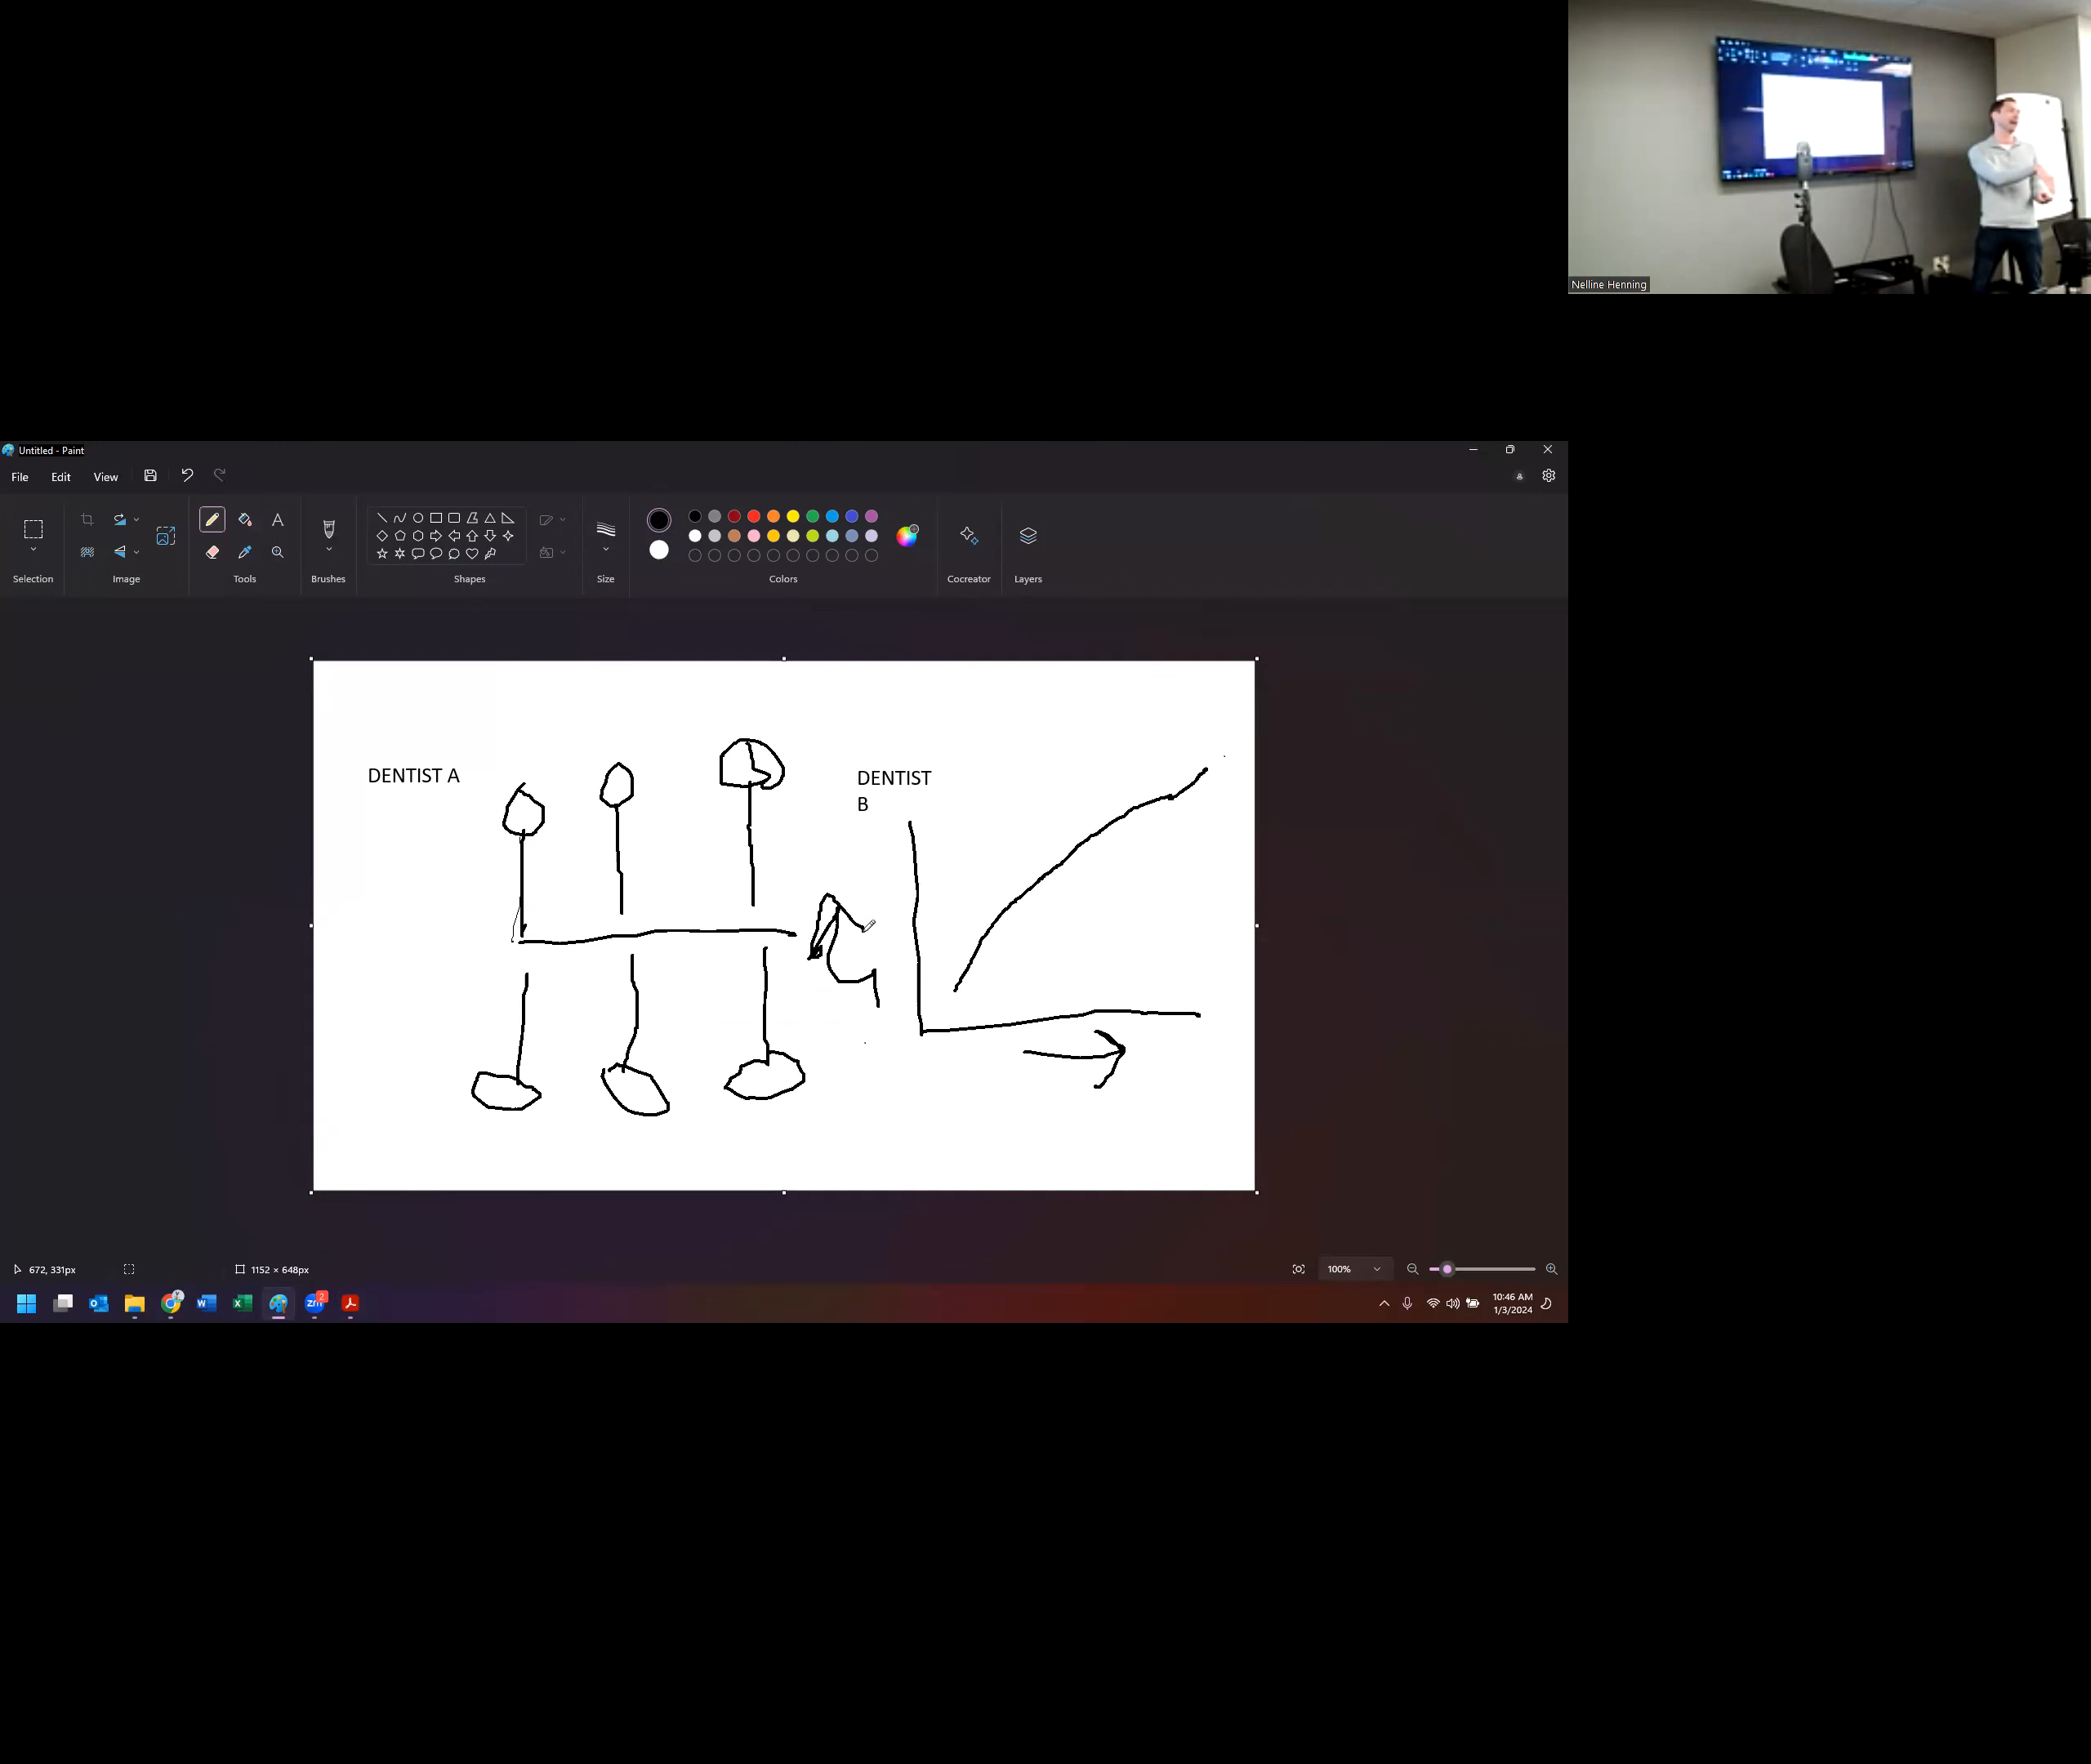 Nelline Henning
Untitled - Paint
File Edit View
Selection Image Tools Brushes Shapes Size Colors Cocreator Layers
DENTIST A
DENTIST
B
672, 331px
1152 × 648px
100%
10:46 AM
1/3/2024